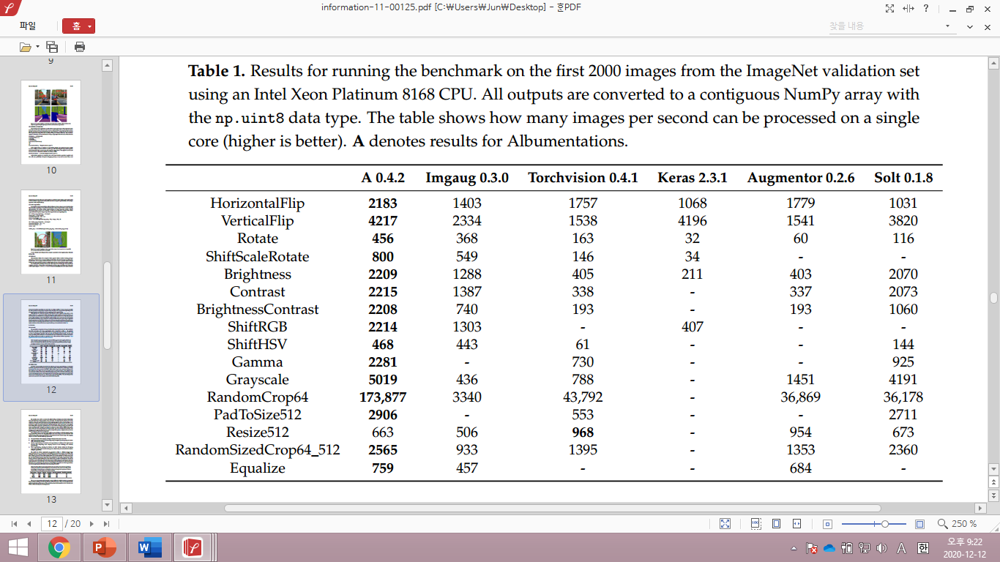 information-11-00125.pdf [C:₩Users₩Jun₩Desktop] - 훈PDF
파일
홈
찾을 내용
9
10
11
12
13
Table 1. Results for running the benchmark on the first 2000 images from the ImageNet validation set
using an Intel Xeon Platinum 8168 CPU. All outputs are converted to a contiguous NumPy array with
the np.uint8 data type. The table shows how many images per second can be processed on a single
core (higher is better). A denotes results for Albumentations.
A 0.4.2 Imgaug 0.3.0 Torchvision 0.4.1 Keras 2.3.1 Augmentor 0.2.6 Solt 0.1.8
HorizontalFlip 2183 1403 1757 1068 1779 1031
VerticalFlip 4217 2334 1538 4196 1541 3820
Rotate 456 368 163 32 60 116
ShiftScaleRotate 800 549 146 34 - -
Brightness 2209 1288 405 211 403 2070
Contrast 2215 1387 338 - 337 2073
BrightnessContrast 2208 740 193 - 193 1060
ShiftRGB 2214 1303 - 407 - -
ShiftHSV 468 443 61 - - 144
Gamma 2281 - 730 - - 925
Grayscale 5019 436 788 - 1451 4191
RandomCrop64 173,877 3340 43,792 - 36,869 36,178
PadToSize512 2906 - 553 - - 2711
Resize512 663 506 968 - 954 673
RandomSizedCrop64_512 2565 933 1395 - 1353 2360
Equalize 759 457 - - 684 -
12 / 20
250 %
A 한
오후 9:22
2020-12-12